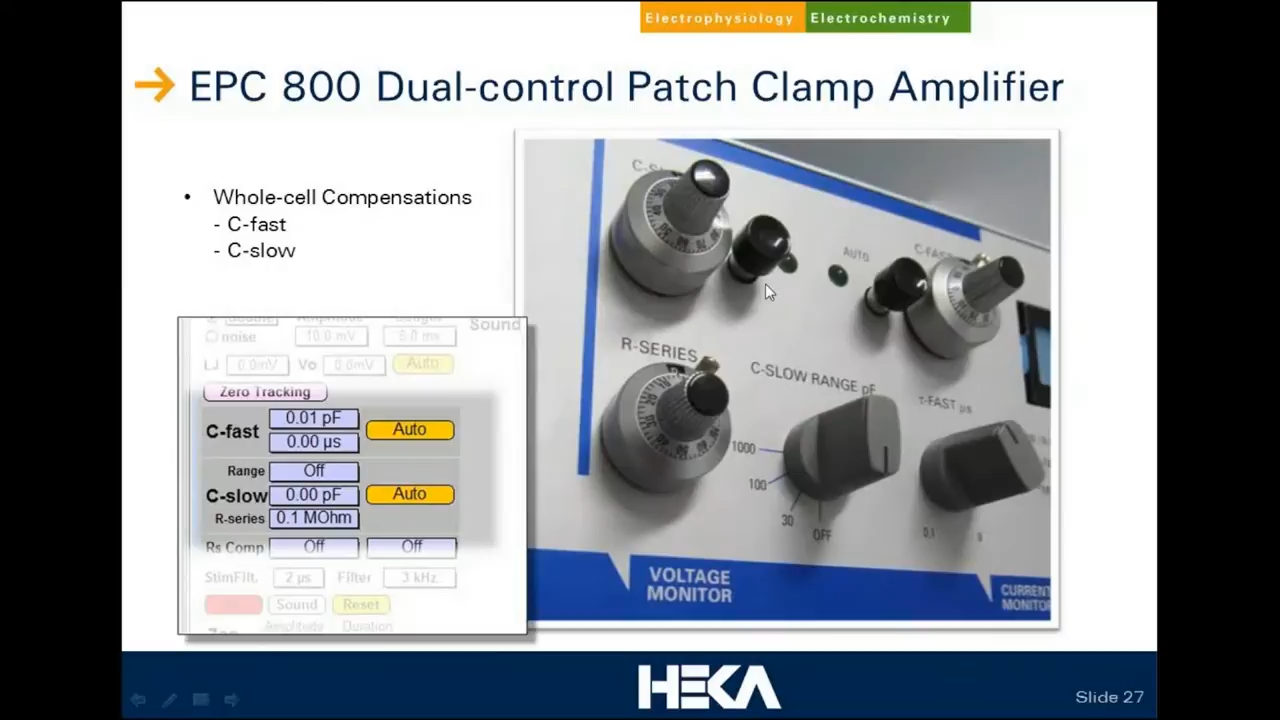 Electrophysiology Electrochemistry
EPC 800 Dual-control Patch Clamp Amplifier
• Whole-cell Compensations
- C-fast
- C-slow
noise 10.0 mV 5.0 ms Sound
0.0mV Vo 0.0mV Auto
Zero Tracking
C-fast 0.01 pF Auto
0.00 µs
Range Off
C-slow 0.00 pF Auto
R-series 0.1 MOhm
Rs Comp Off Off
StimFilt. 2 µs Filter 3 kHz
Sound Reset
Amplitude Duration
AUTO
C-FAST
R-SERIES
C-SLOW RANGE pF
τ-FAST µs
1000
100
30
OFF
0,1
VOLTAGE
MONITOR
CURRENT
MONITOR
HEKA
Slide 27